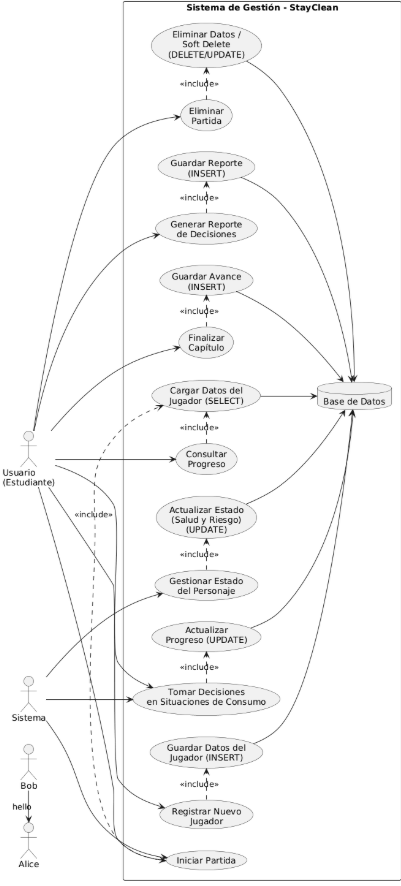 Sistema de Gestión - StayClean
Eliminar Datos /
Soft Delete
(DELETE/UPDATE)
«include»
Eliminar
Partida
Guardar Reporte
(INSERT)
«include»
Generar Reporte
de Decisiones
Guardar Avance
(INSERT)
«include»
Finalizar
Capítulo
Cargar Datos del
Jugador (SELECT)
Base de Datos
«include»
Consultar
Progreso
Usuario
(Estudiante)
«include»
Actualizar Estado
(Salud y Riesgo)
(UPDATE)
«include»
Gestionar Estado
del Personaje
Actualizar
Progreso (UPDATE)
«include»
Tomar Decisiones
en Situaciones de Consumo
Sistema
Guardar Datos del
Jugador (INSERT)
«include»
Bob
hello
Registrar Nuevo
Jugador
Alice
Iniciar Partida